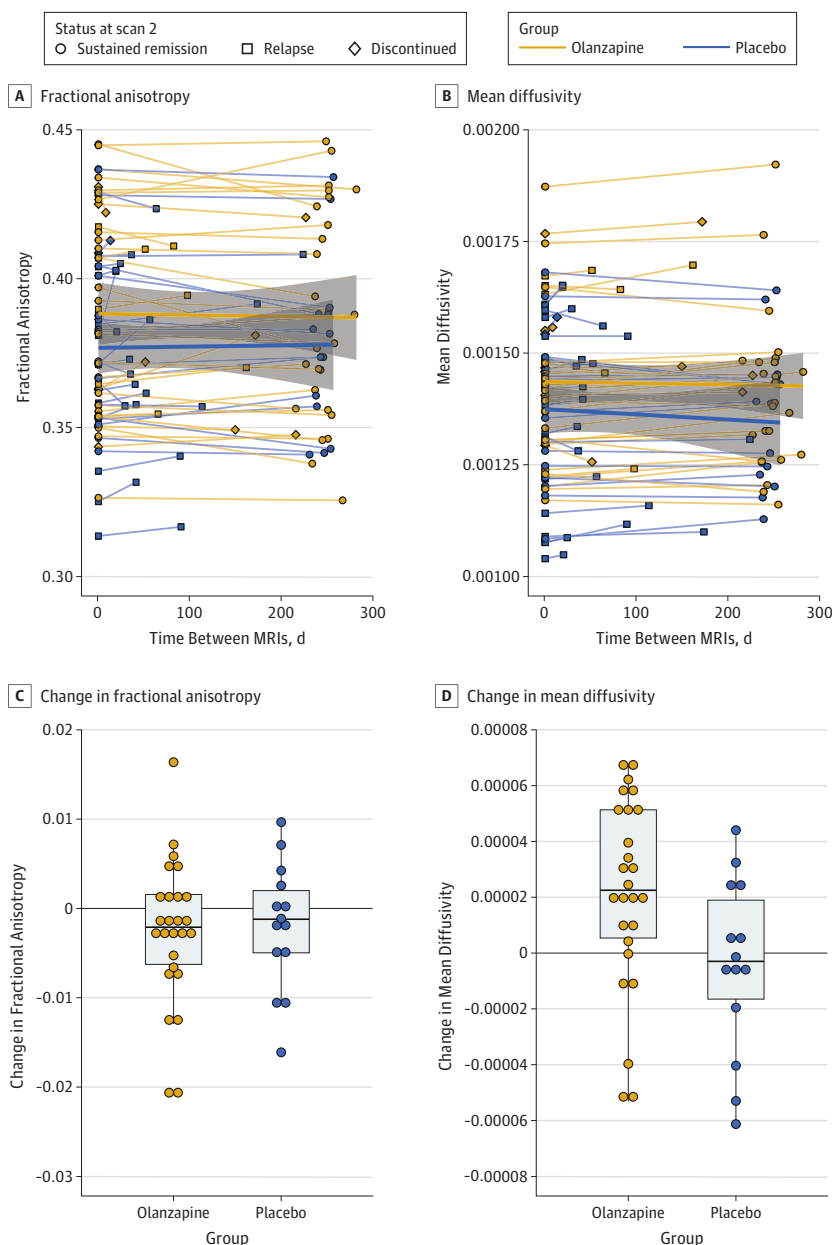 Status at scan 2
Sustained remission Relapse Discontinued
Group
Olanzapine Placebo
A Fractional anisotropy
0.45
0.40
0.35
0.30
Fractional Anisotropy
0 100 200 300
Time Between MRIs, d
B Mean diffusivity
0.00200
0.00175
0.00150
0.00125
0.00100
Mean Diffusivity
0 100 200 300
Time Between MRIs, d
C Change in fractional anisotropy
0.02
0.01
0
-0.01
-0.02
-0.03
Change in Fractional Anisotropy
Olanzapine Placebo
Group
D Change in mean diffusivity
0.00008
0.00006
0.00004
0.00002
0
-0.00002
-0.00004
-0.00006
-0.00008
Change in Mean Diffusivity
Olanzapine Placebo
Group